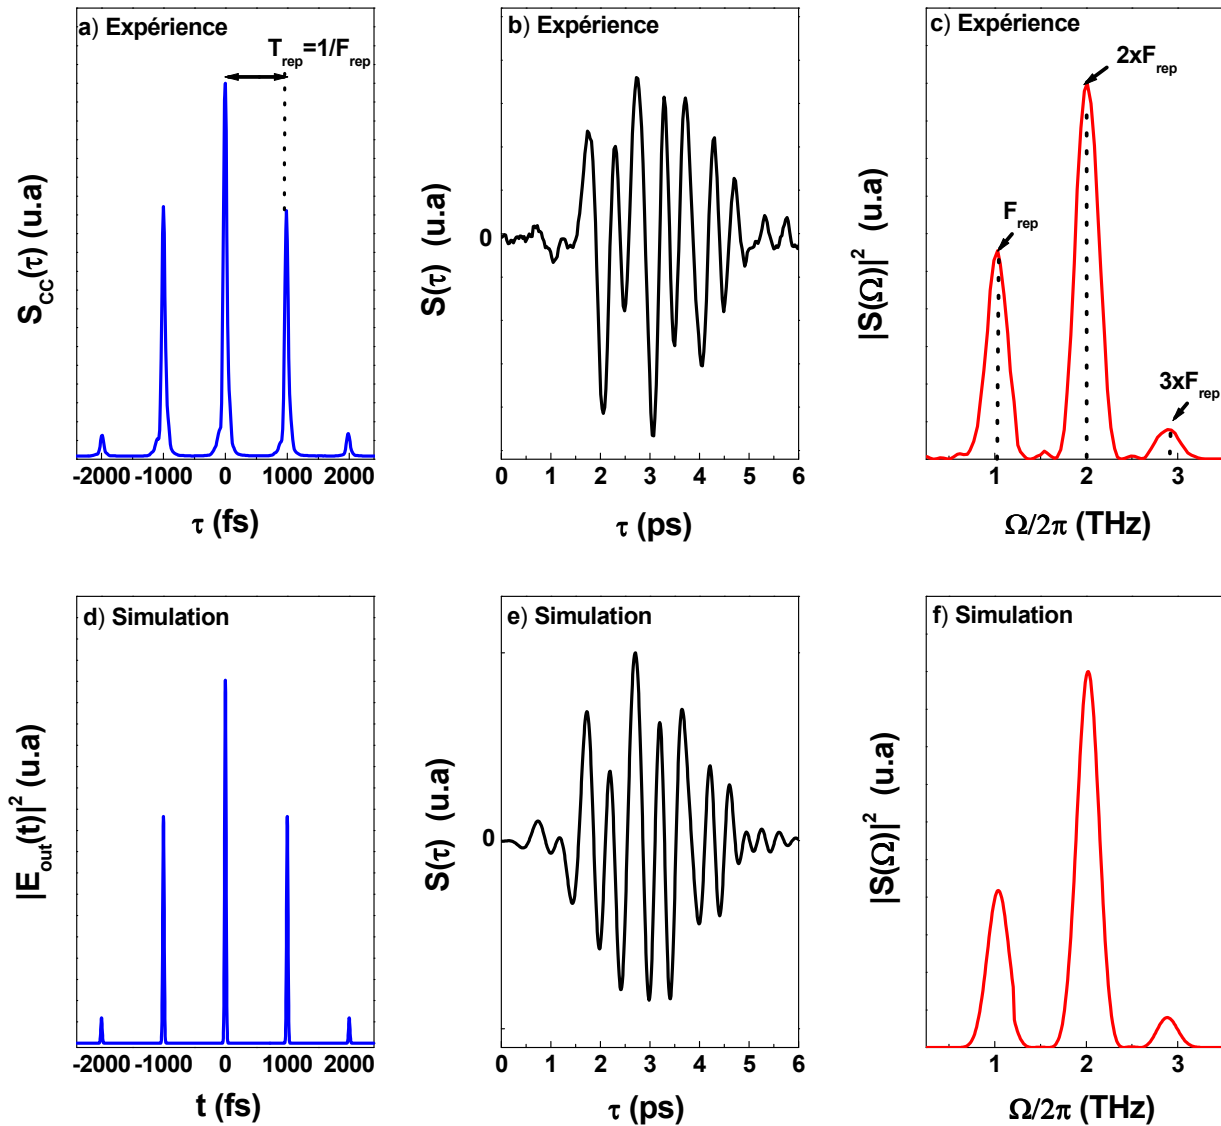 a) Expérience
T_rep=1/F_rep
S_CC(τ) (u.a)
-2000 -1000 0 1000 2000
τ (fs)
b) Expérience
S(τ) (u.a)
0
0 1 2 3 4 5 6
τ (ps)
c) Expérience
2xF_rep
F_rep
3xF_rep
|S(Ω)|² (u.a)
1 2 3
Ω/2π (THz)
d) Simulation
|E_out(t)|² (u.a)
-2000 -1000 0 1000 2000
t (fs)
e) Simulation
S(τ) (u.a)
0
0 1 2 3 4 5 6
τ (ps)
f) Simulation
|S(Ω)|² (u.a)
1 2 3
Ω/2π (THz)